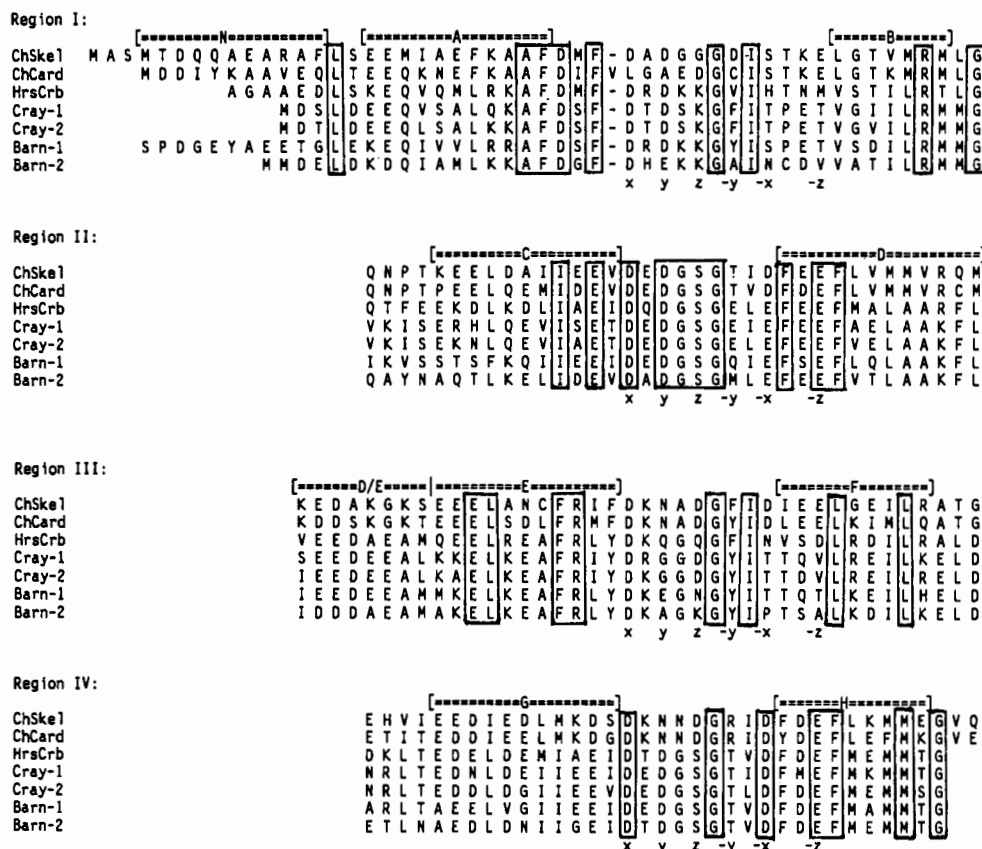 Region I:
[==========N==========] [==========A==========] [======B======]
ChSkel M A S M T D Q Q A E A R A F L S E E M I A E F K A A F D M F - D A D G G G D I S T K E L G T V M R M L G
ChCard M D D I Y K A A V E Q L T E E Q K N E F K A A F D I F V L G A E D G C I S T K E L G T K M R M L G
HrsCrb A G A A E D L S K E Q V Q M L R K A F D M F - D R D K K G V I H T N M V S T I L R T L G
Cray-1 M D S L D E E Q V S A L Q K A F D S F - D T D S K G F I T P E T V G I I L R M M G
Cray-2 M D T L D E E Q L S A L K K A F D S F - D T D S K G F I T P E T V G V I L R M M G
Barn-1 S P D G E Y A E E T G L E K E Q I V V L R R A F D S F - D R D K K G Y I S P E T V S D I L R M M G
Barn-2 M M D E L D K D Q I A M L K K A F D G F - D H E K K G A I N C D V V A T I L R M M G
x y z -y -x -z
Region II:
[==========C==========] [==========D==========]
ChSkel Q N P T K E E L D A I I E E V D E D G S G T I D F E E F L V M M V R Q M
ChCard Q N P T P E E L Q E M I D E V D E D G S G T V D F D E F L V M M V R C M
HrsCrb Q T F E E K D L K D L I A E I D Q D G S G E L E F E E F M A L A A R F L
Cray-1 V K I S E R H L Q E V I S E T D E D G S G E I E F E E F A E L A A K F L
Cray-2 V K I S E K N L Q E V I A E T D E D G S G E L E F E E F V E L A A K F L
Barn-1 I K V S S T S F K Q I I E E I D E D G S G Q I E F S E F L Q L A A K F L
Barn-2 Q A Y N A Q T L K E L I D E V D A D G S G M L E F E E F V T L A A K F L
x y z -y -x -z
Region III:
[=======D/E=====|==========E==========] [=======F=======]
ChSkel K E D A K G K S E E E L A N C F R I F D K N A D G F I D I E E L G E I L R A T G
ChCard K D D S K G K T E E E L S D L F R M F D K N A D G Y I D L E E L K I M L Q A T G
HrsCrb V E E D A E A M Q E E L R E A F R L Y D K Q G Q G F I N V S D L R D I L R A L D
Cray-1 S E E D E E A L K K E L K E A F R I Y D R G G D G Y I T T Q V L R E I L K E L D
Cray-2 I E E D E E A L K A E L K E A F R I Y D K G G D G Y I T T D V L R E I L R E L D
Barn-1 I E E D E E A M M K E L K E A F R L Y D K E G N G Y I T T Q T L K E I L H E L D
Barn-2 I D D D A E A M A K E L K E A F R L Y D K A G K G Y I P T S A L K D I L K E L D
x y z -y -x -z
Region IV:
[==========G==========] [=======H=======]
ChSkel E H V I E E D I E D L M K D S D K N N D G R I D F D E F L K M M E G V Q
ChCard E T I T E D D I E E L M K D G D K N N D G R I D Y D E F L E F M K G V E
HrsCrb D K L T E D E L D E M I A E I D T D G S G T V D F D E F M E M M T G
Cray-1 N R L T E D N L D E I I E E I D E D G S G T I D F M E F M K M M T G
Cray-2 N R L T E D D L D G I I E E V D E D G S G T L D F D E F M E M M S G
Barn-1 A R L T A E E L V G I I E E I D E D G S G T V D F D E F M A M M T G
Barn-2 E T L N A E D L D N I I G E I D T D G S G T V D F D E F M E M M T G
x y z -y -x -z